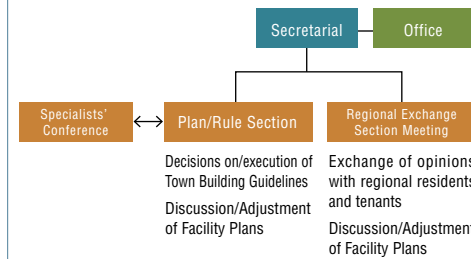 Secretarial
Office
Specialists'
Conference
Plan/Rule Section
Regional Exchange
Section Meeting
Decisions on/execution of
Town Building Guidelines
Discussion/Adjustment
of Facility Plans
Exchange of opinions
with regional residents
and tenants
Discussion/Adjustment
of Facility Plans